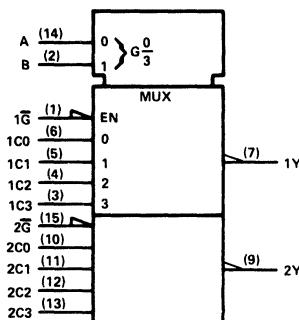 A (14) 0 G 0/3
B (2) 1
MUX
1G̅ (1) EN
1C0 (6) 0
1C1 (5) 1 (7) 1Y
1C2 (4) 2
1C3 (3) 3
2G̅ (15)
2C0 (10)
2C1 (11) (9) 2Y
2C2 (12)
2C3 (13)